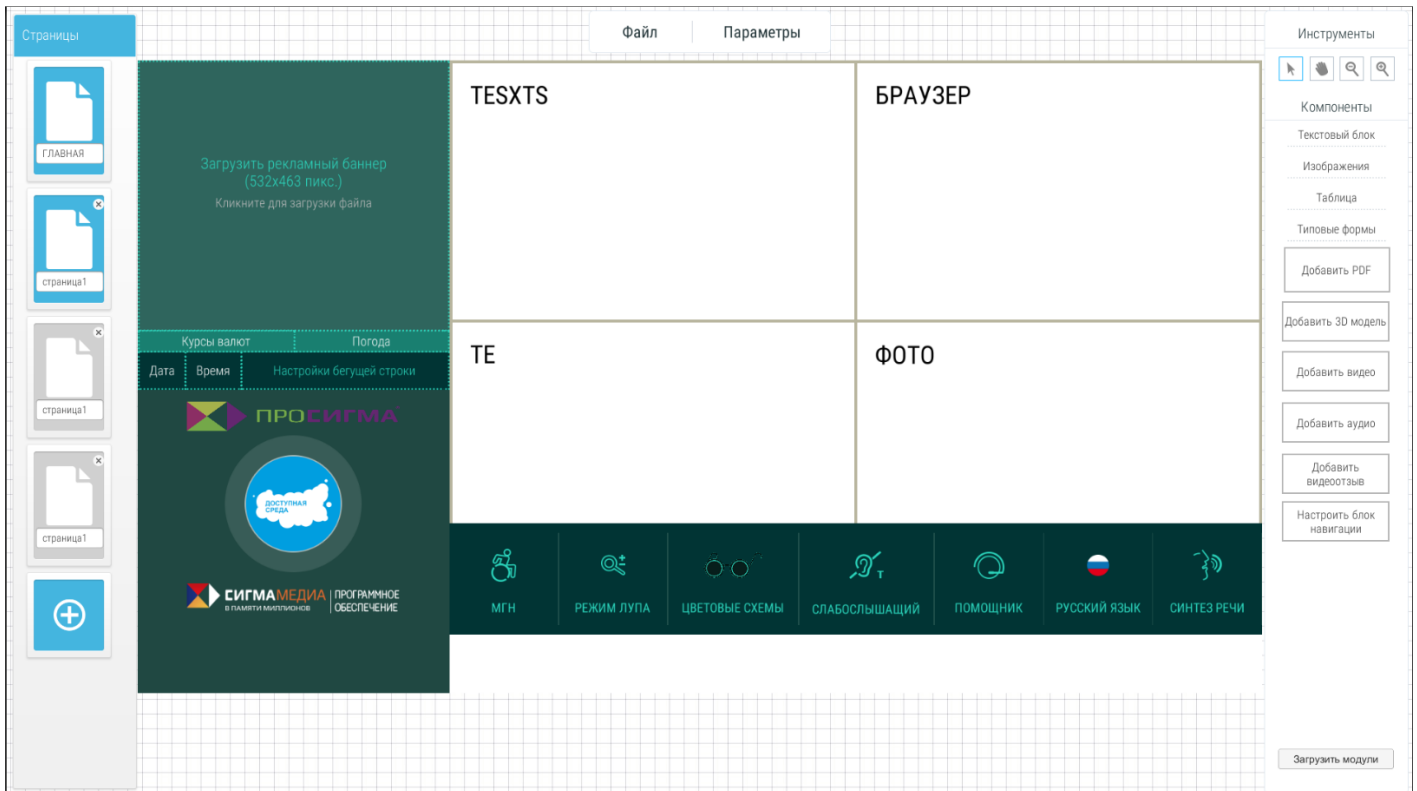 Страницы
ГЛАВНАЯ
страница1
страница1
страница1
Файл
Параметры
Загрузить рекламный баннер
(532x463 пикс.)
Кликните для загрузки файла
Курсы валют
Погода
Дата
Время
Настройки бегущей строки
ПРОСИГМА
ДОСТУПНАЯ
СРЕДА
СИГМАМЕДИА
В ПАМЯТИ МИЛЛИОНОВ
ПРОГРАММНОЕ
ОБЕСПЕЧЕНИЕ
TESXTS
БРАУЗЕР
TE
ФОТО
МГН
РЕЖИМ ЛУПА
ЦВЕТОВЫЕ СХЕМЫ
Т
СЛАБОСЛЫШАЩИЙ
ПОМОЩНИК
РУССКИЙ ЯЗЫК
СИНТЕЗ РЕЧИ
Инструменты
Компоненты
Текстовый блок
Изображения
Таблица
Типовые формы
Добавить PDF
Добавить 3D модель
Добавить видео
Добавить аудио
Добавить
видеоотзыв
Настроить блок
навигации
Загрузить модули